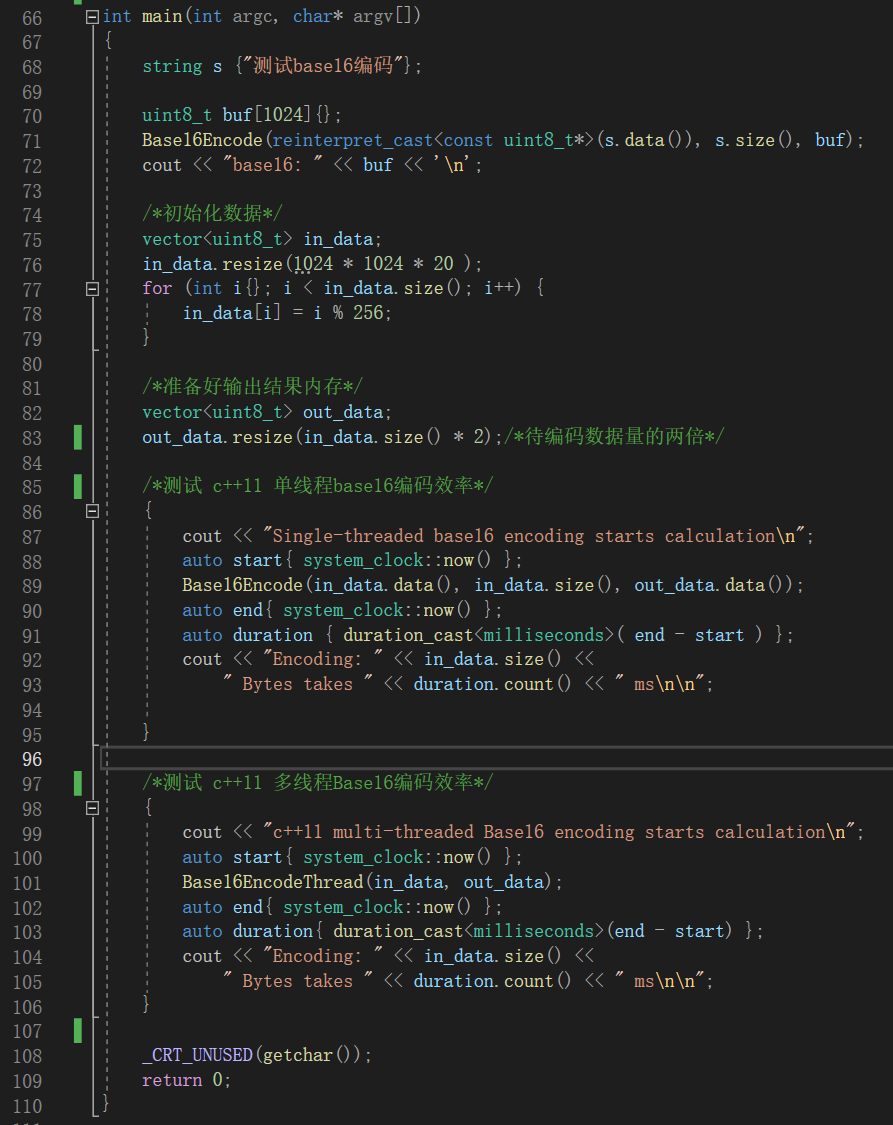 66 int main(int argc, char* argv[])
67 {
68 string s {"测试base16编码"};
69
70 uint8_t buf[1024]{};
71 Base16Encode(reinterpret_cast<const uint8_t*>(s.data()), s.size(), buf);
72 cout << "base16: " << buf << '\n';
73
74 /*初始化数据*/
75 vector<uint8_t> in_data;
76 in_data.resize(1024 * 1024 * 20 );
77 for (int i{}; i < in_data.size(); i++) {
78 in_data[i] = i % 256;
79 }
80
81 /*准备好输出结果内存*/
82 vector<uint8_t> out_data;
83 out_data.resize(in_data.size() * 2);/*待编码数据量的两倍*/
84
85 /*测试 c++11 单线程base16编码效率*/
86 {
87 cout << "Single-threaded base16 encoding starts calculation\n";
88 auto start{ system_clock::now() };
89 Base16Encode(in_data.data(), in_data.size(), out_data.data());
90 auto end{ system_clock::now() };
91 auto duration { duration_cast<milliseconds>( end - start ) };
92 cout << "Encoding: " << in_data.size() <<
93 " Bytes takes " << duration.count() << " ms\n\n";
94
95 }
96
97 /*测试 c++11 多线程Base16编码效率*/
98 {
99 cout << "c++11 multi-threaded Base16 encoding starts calculation\n";
100 auto start{ system_clock::now() };
101 Base16EncodeThread(in_data, out_data);
102 auto end{ system_clock::now() };
103 auto duration{ duration_cast<milliseconds>(end - start) };
104 cout << "Encoding: " << in_data.size() <<
105 " Bytes takes " << duration.count() << " ms\n\n";
106 }
107
108 _CRT_UNUSED(getchar());
109 return 0;
110 }